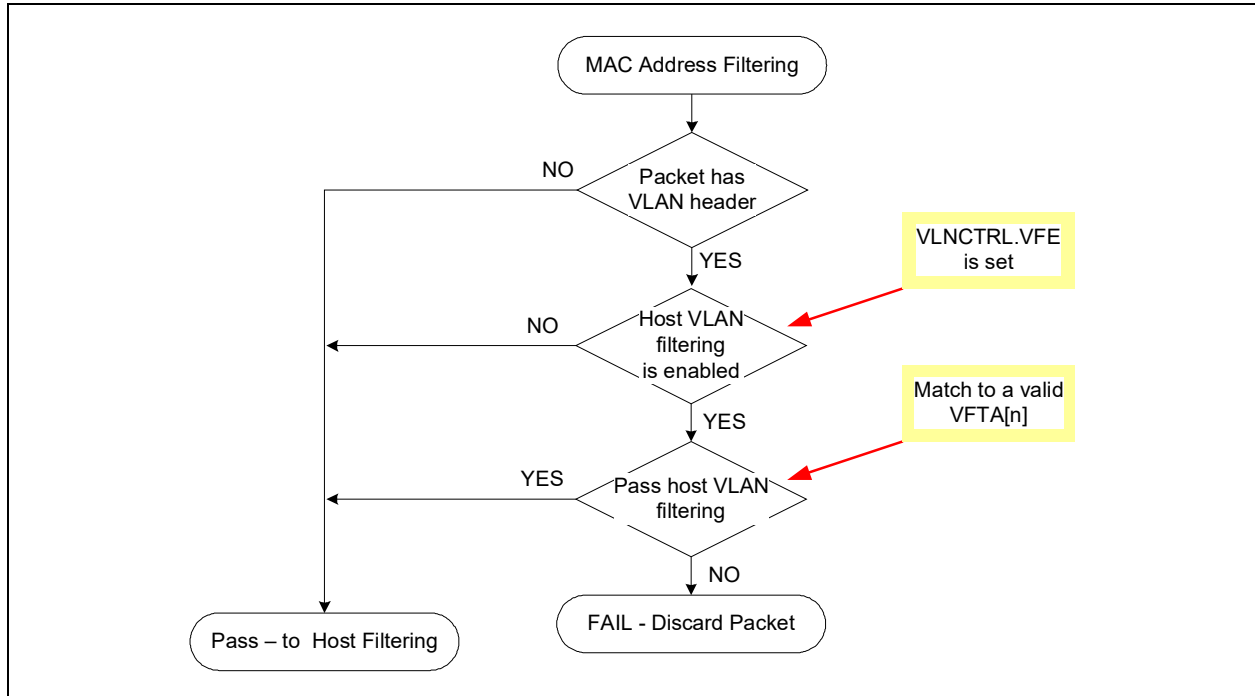 MAC Address Filtering
NO
Packet has
VLAN header
VLNCTRL.VFE
is set
YES
NO
Host VLAN
filtering
is enabled
Match to a valid
VFTA[n]
YES
YES
Pass host VLAN
filtering
NO
FAIL - Discard Packet
Pass – to  Host Filtering